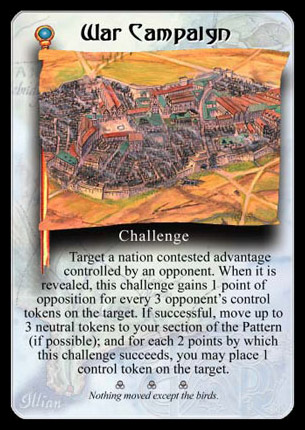 War Campaign
Challenge
Target a nation contested advantage
controlled by an opponent. When it is
revealed, this challenge gains 1 point of
opposition for every 3 opponent's control
tokens on the target. If successful, move up
to 3 neutral tokens to your section of the Pattern
(if possible); and for each 2 points by which
this challenge succeeds, you may place 1
control token on the target.
Nothing moved except the birds.
Illian